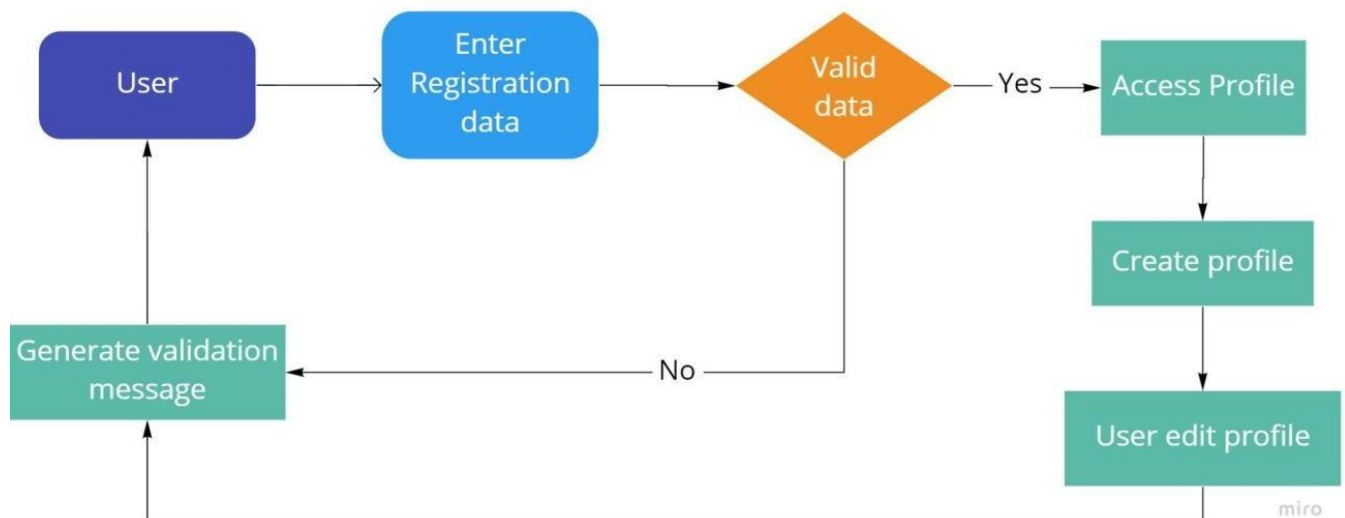 User
Enter
Registration
data
Valid
data
Yes
Access Profile
Create profile
Generate validation
message
No
User edit profile
miro